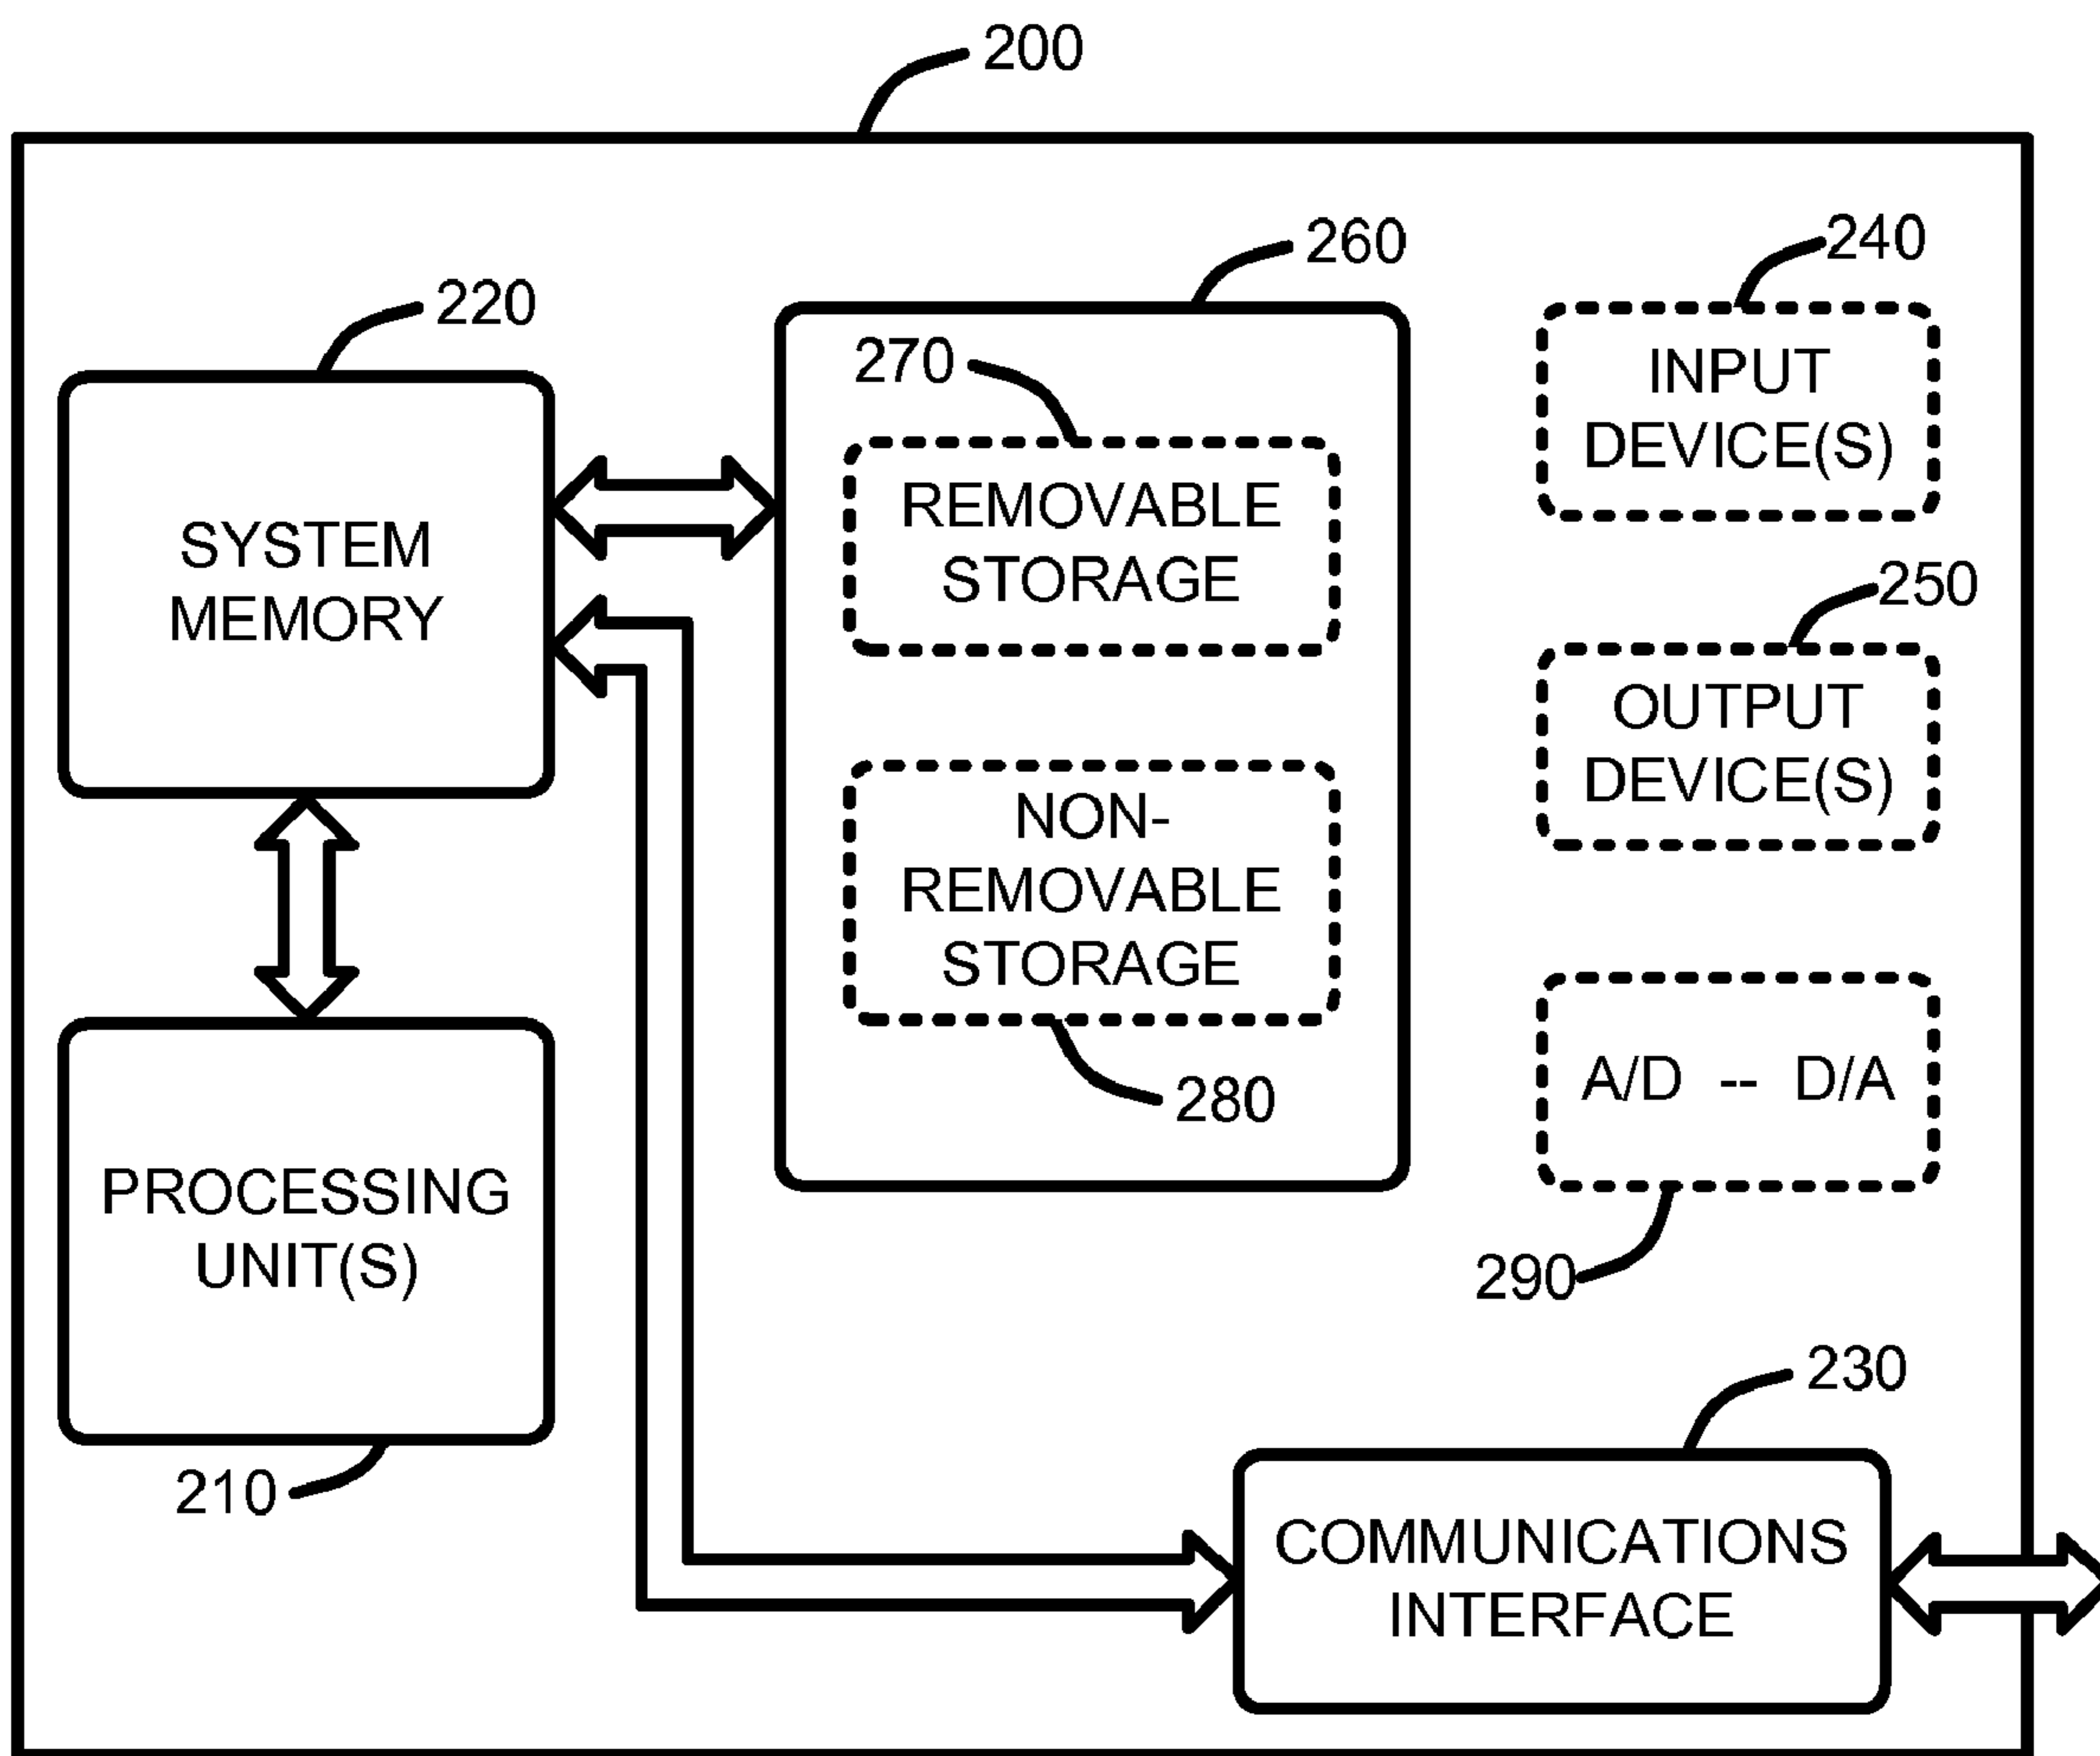 200
260
240
220
270
INPUT
DEVICE(S)
REMOVABLE
STORAGE
SYSTEM
MEMORY
250
OUTPUT
DEVICE(S)
NON-
REMOVABLE
STORAGE
280
A/D -- D/A
290
PROCESSING
UNIT(S)
210
230
COMMUNICATIONS
INTERFACE